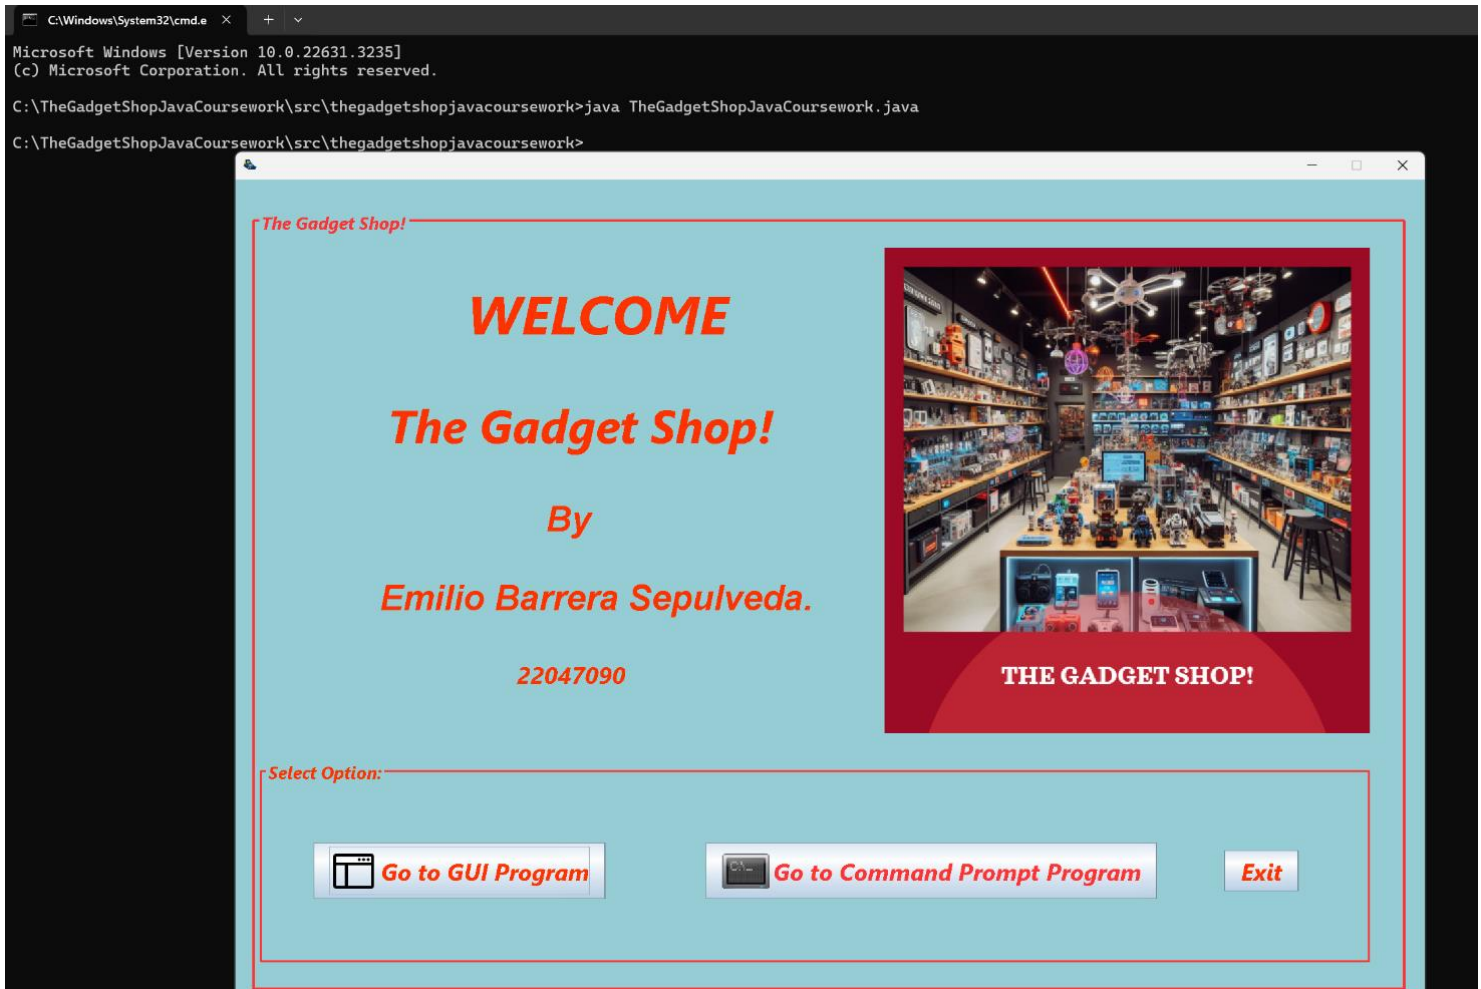 C:\Windows\System32\cmd.e
Microsoft Windows [Version 10.0.22631.3235]
(c) Microsoft Corporation. All rights reserved.
C:\TheGadgetShopJavaCoursework\src\thegadgetshopjavacoursework>java TheGadgetShopJavaCoursework.java
C:\TheGadgetShopJavaCoursework\src\thegadgetshopjavacoursework>
The Gadget Shop!
WELCOME
The Gadget Shop!
By
Emilio Barrera Sepulveda.
22047090
THE GADGET SHOP!
Select Option:
Go to GUI Program
Go to Command Prompt Program
Exit